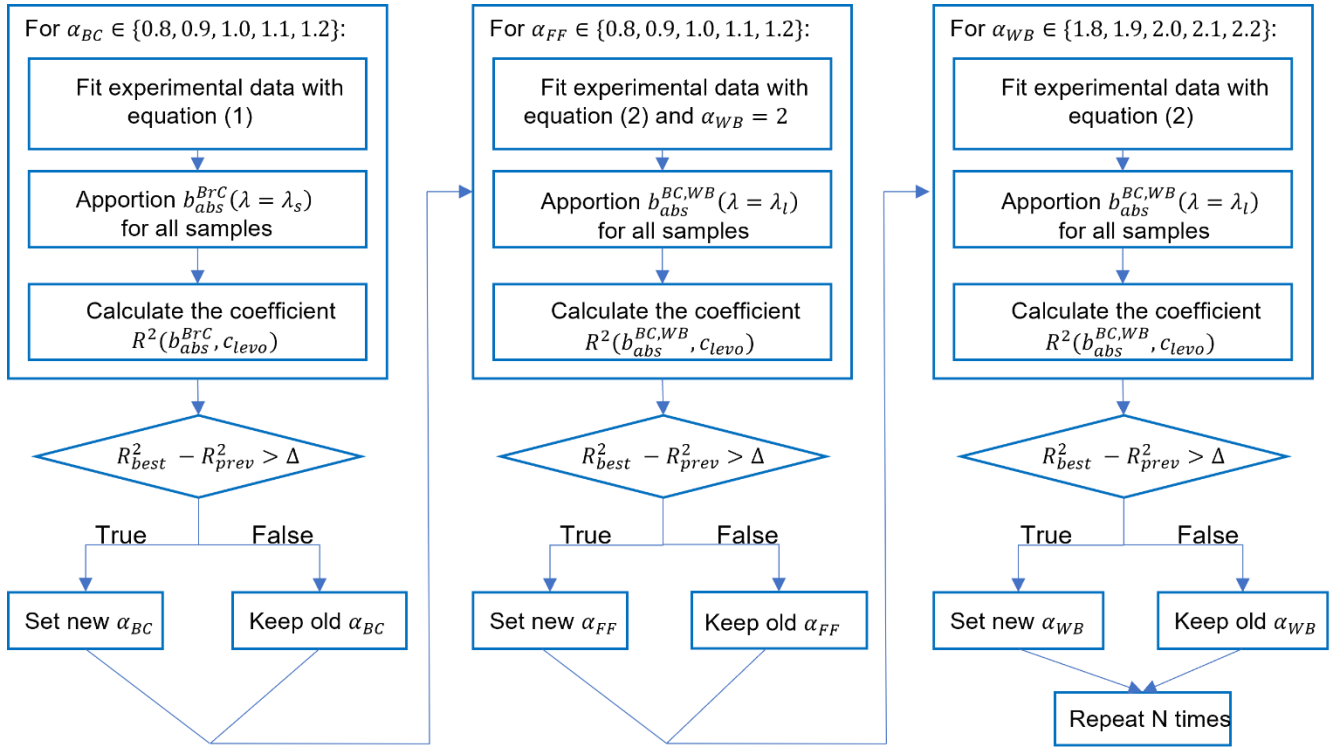 For α_BC ∈ {0.8, 0.9, 1.0, 1.1, 1.2}:
Fit experimental data with
equation (1)
Apportion b_abs^BrC(λ = λ_s)
for all samples
Calculate the coefficient
R²(b_abs^BrC, c_levo)
R²_best − R²_prev > Δ
True
False
Set new α_BC
Keep old α_BC
For α_FF ∈ {0.8, 0.9, 1.0, 1.1, 1.2}:
Fit experimental data with
equation (2) and α_WB = 2
Apportion b_abs^BC,WB(λ = λ_l)
for all samples
Calculate the coefficient
R²(b_abs^BC,WB, c_levo)
R²_best − R²_prev > Δ
True
False
Set new α_FF
Keep old α_FF
For α_WB ∈ {1.8, 1.9, 2.0, 2.1, 2.2}:
Fit experimental data with
equation (2)
Apportion b_abs^BC,WB(λ = λ_l)
for all samples
Calculate the coefficient
R²(b_abs^BC,WB, c_levo)
R²_best − R²_prev > Δ
True
False
Set new α_WB
Keep old α_WB
Repeat N times